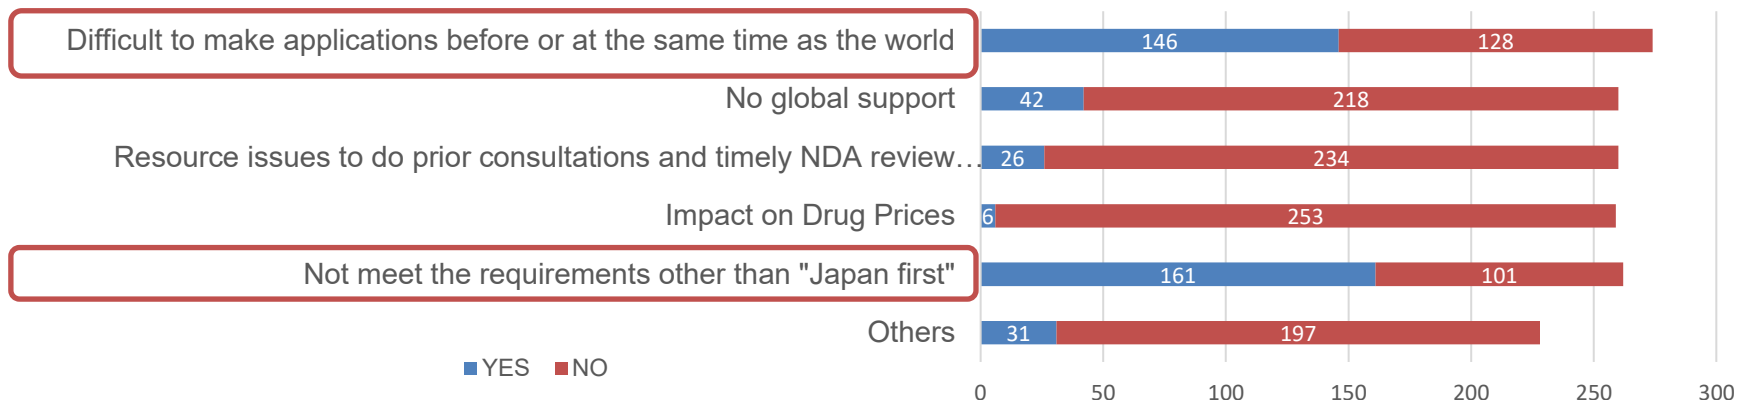 Difficult to make applications before or at the same time as the world
146 128
No global support
42 218
Resource issues to do prior consultations and timely NDA review…
26 234
Impact on Drug Prices
6 253
Not meet the requirements other than "Japan first"
161 101
Others
31 197
YES NO
0 50 100 150 200 250 300